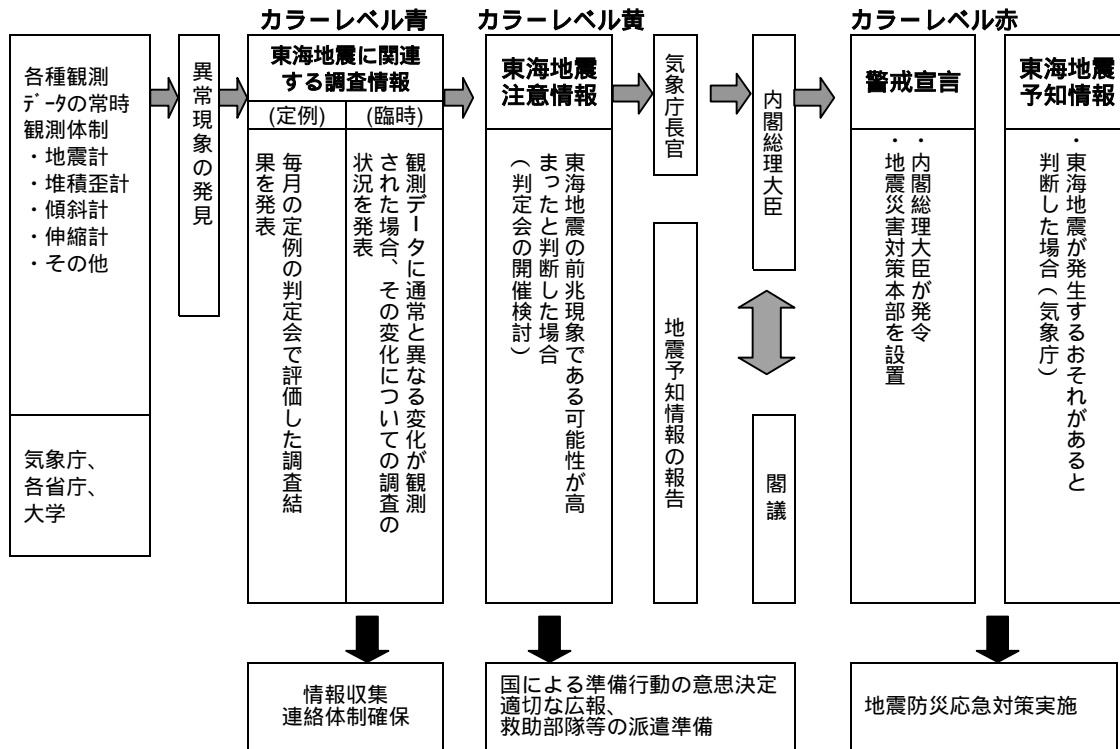 カラーレベル青
カラーレベル黄
カラーレベル赤
各種観測
ﾃﾞｰﾀの常時
観測体制
・地震計
・堆積歪計
・傾斜計
・伸縮計
・その他
気象庁、
各省庁、
大学
異常現象の発見
東海地震に関連
する調査情報
(定例)
毎月の定例の判定会で評価した調査結
果を発表
(臨時)
観測データに通常と異なる変化が観測
された場合、その変化についての調査の
状況を発表
東海地震
注意情報
東海地震の前兆現象である可能性が高
まったと判断した場合
(判定会の開催検討)
気象庁長官
地震予知情報の報告
内閣総理大臣
閣議
警戒宣言
・内閣総理大臣が発令
・地震災害対策本部を設置
東海地震
予知情報
・東海地震が発生するおそれがあると
判断した場合(気象庁)
情報収集
連絡体制確保
国による準備行動の意思決定
適切な広報、
救助部隊等の派遣準備
地震防災応急対策実施